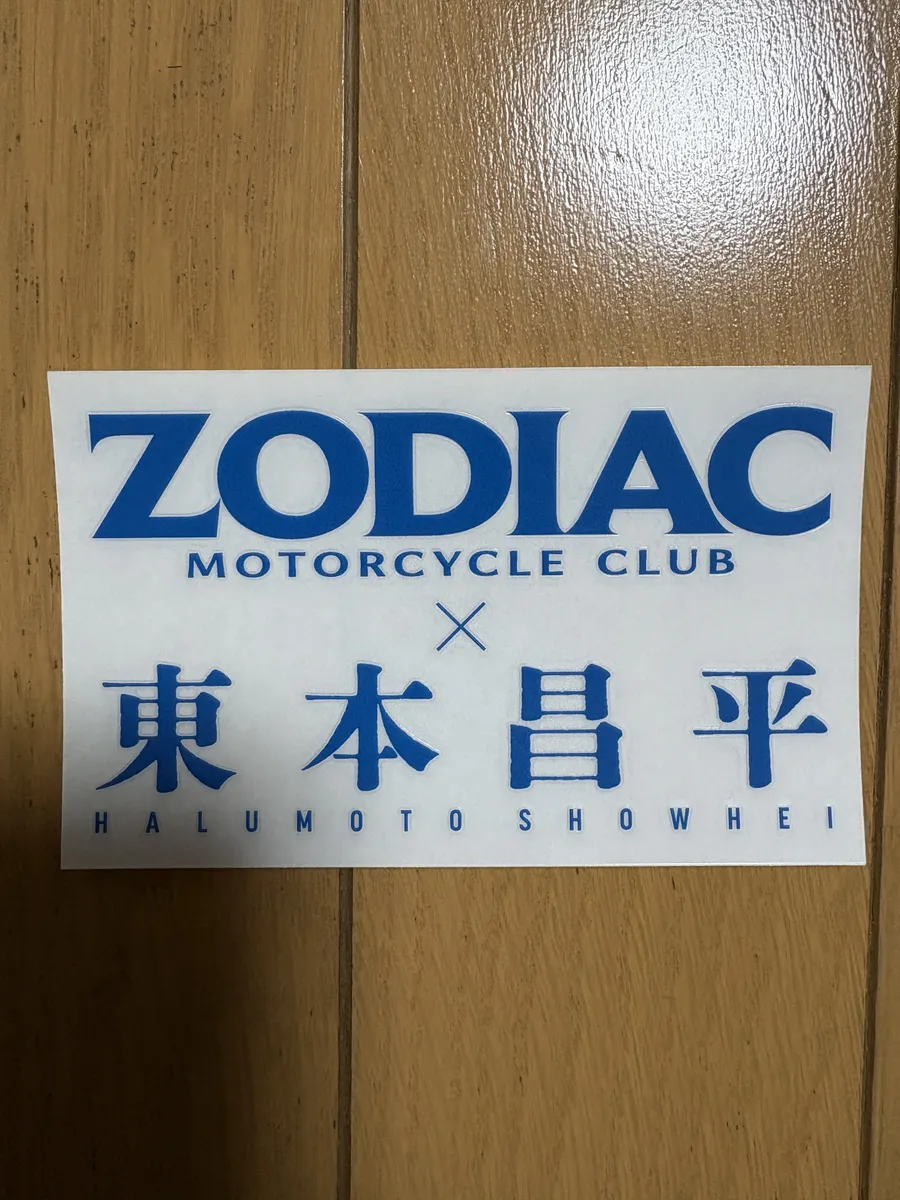 ZODIAC
MOTORCYCLE CLUB
×
東本昌平
HALUMOTO SHOWHEI